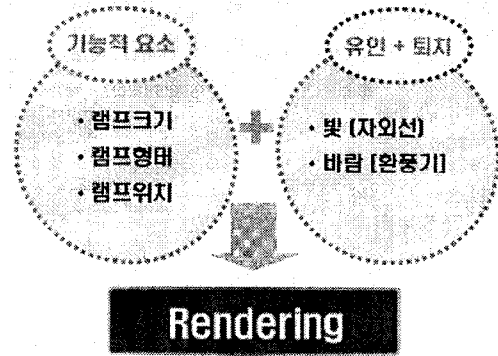 기능적 요소
• 램프크기
• 램프형태
• 램프위치
+
유인 + 퇴치
• 빛 (자외선)
• 바람 [환풍기]
Rendering